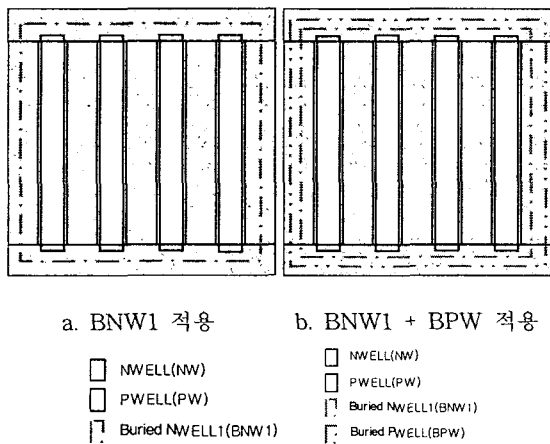 a. BNW1 적용
b. BNW1 + BPW 적용
NWELL(NW)
PWELL(PW)
Buried NWELL1(BNW1)
NWELL(NW)
PWELL(PW)
Buried NWELL1(BNW1)
Buried PWELL(BPW)